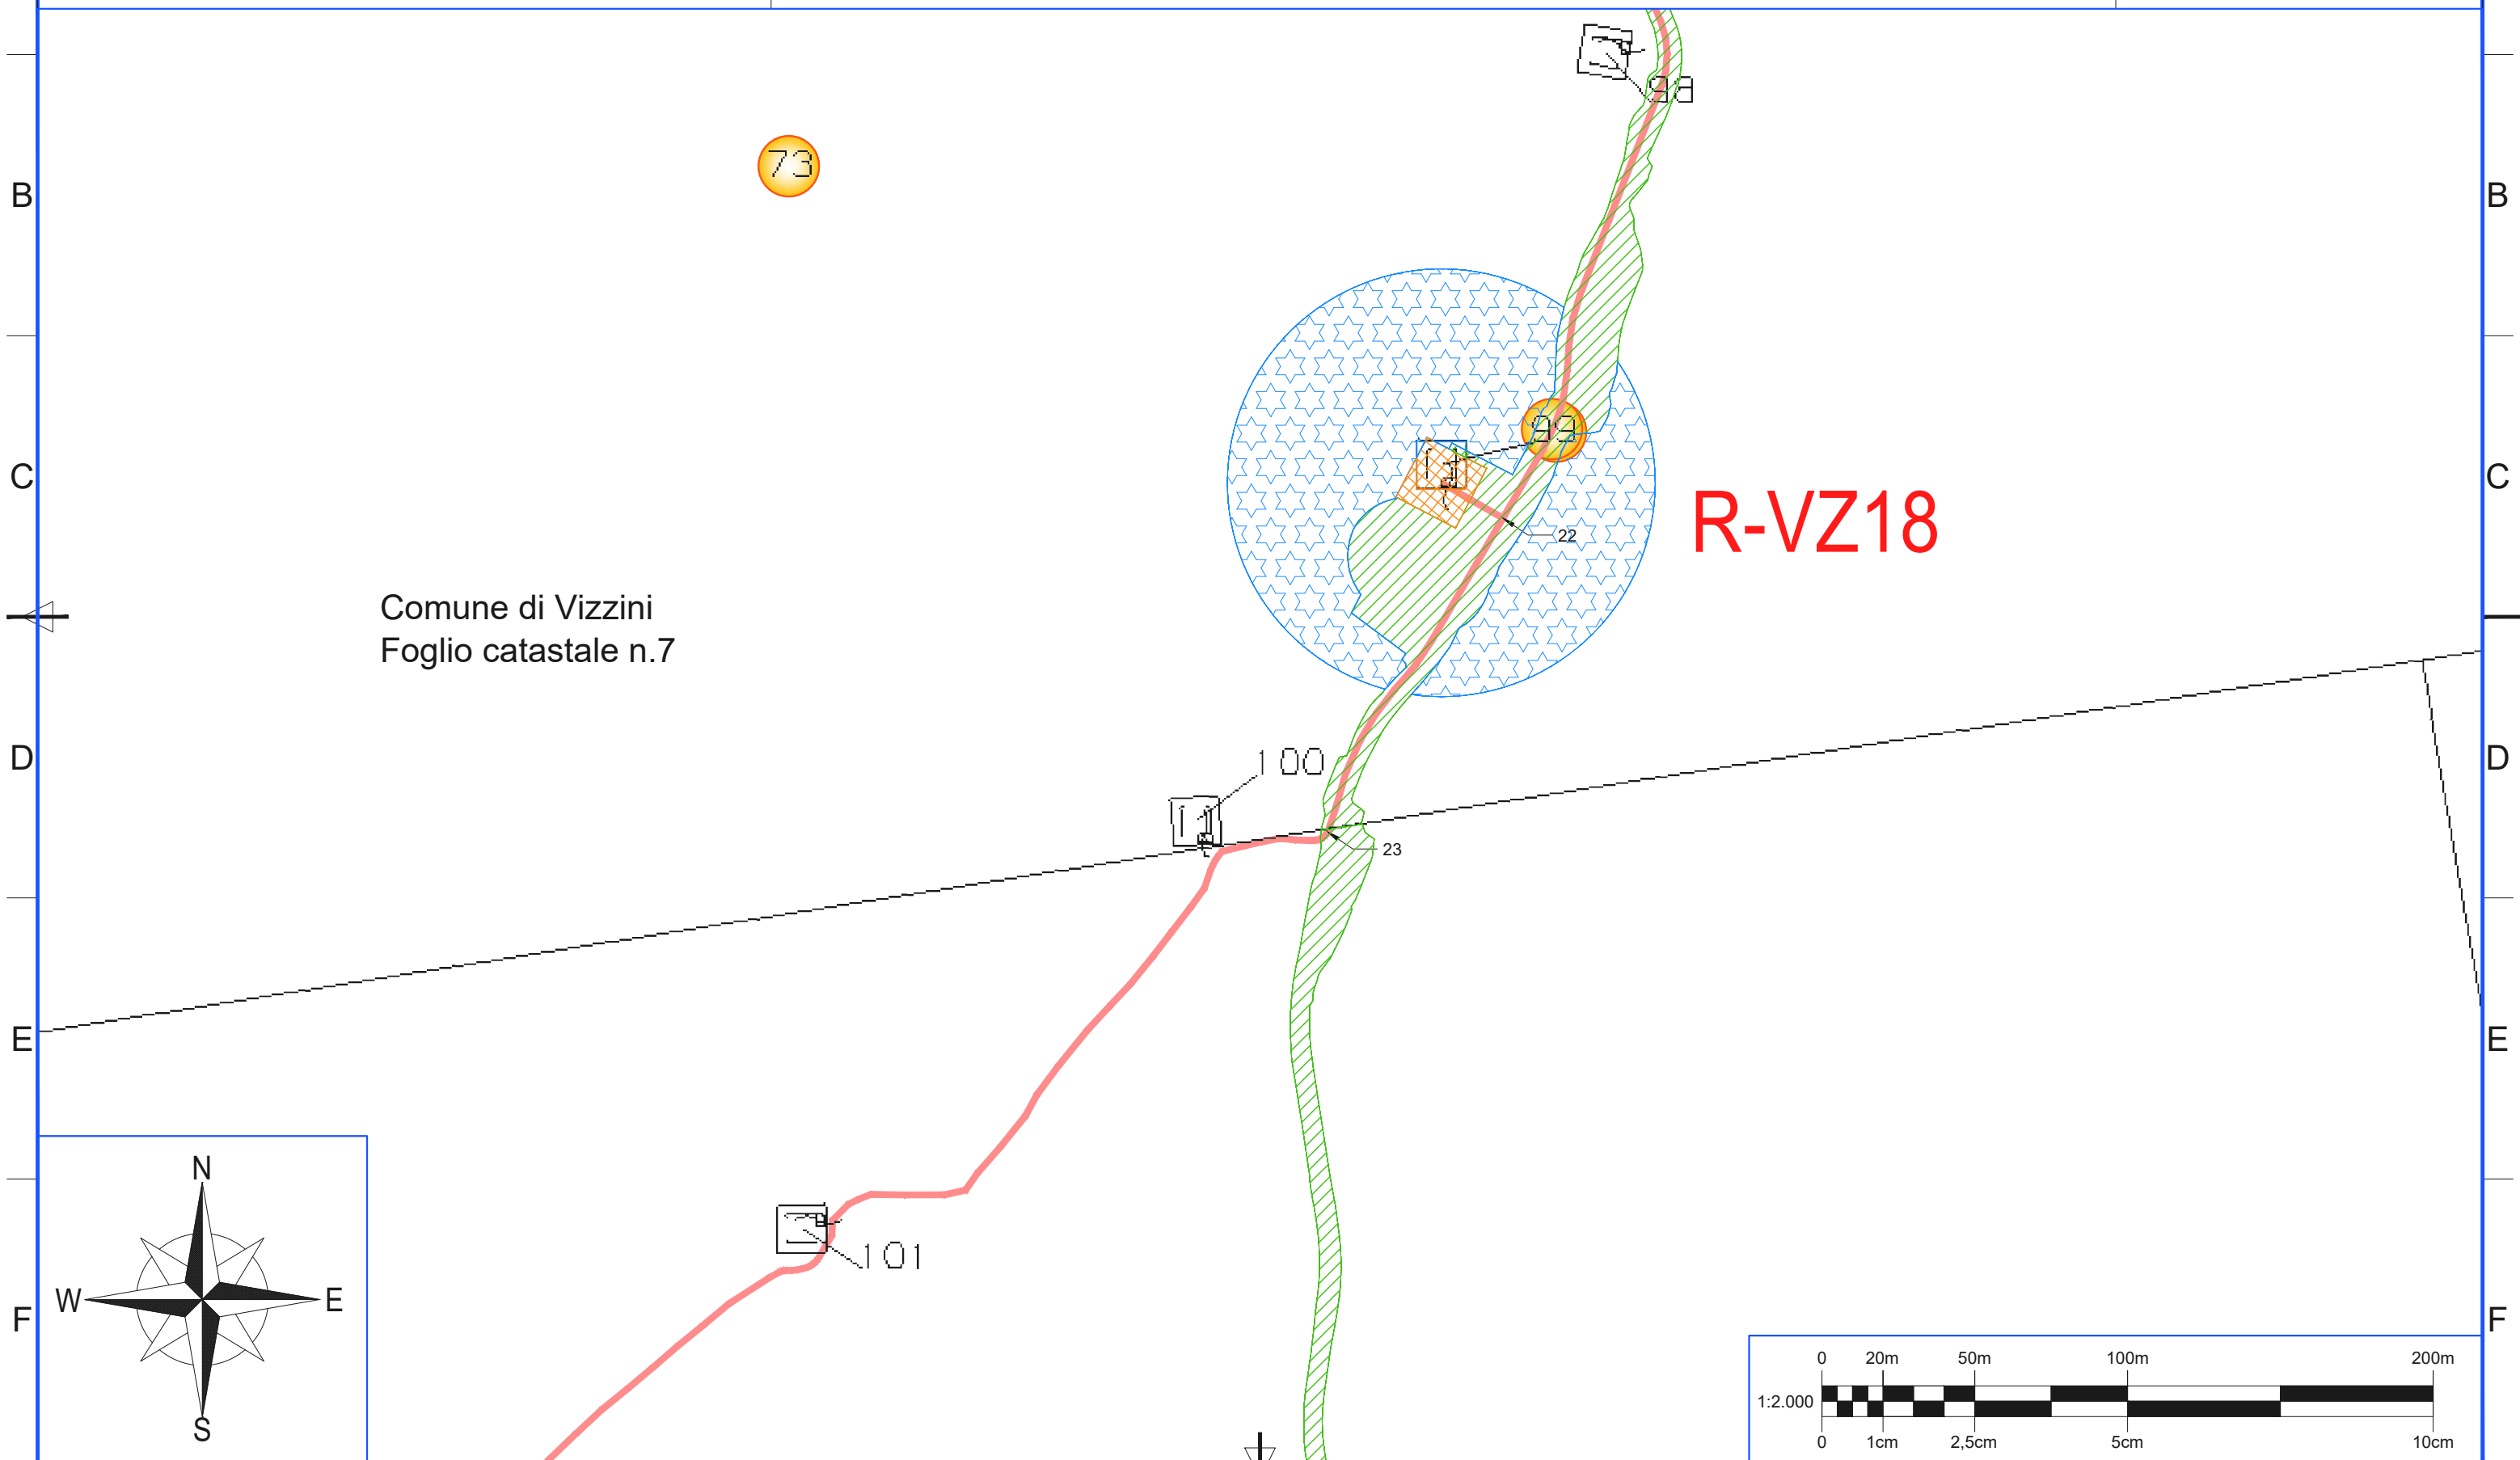 98
73
B
B
99
C
C
R-VZ18
22
Comune di Vizzini
Foglio catastale n.7
100
D
D
23
E
E
N
W
E
S
101
F
F
0 20m 50m 100m 200m
1:2.000
0 1cm 2,5cm 5cm 10cm